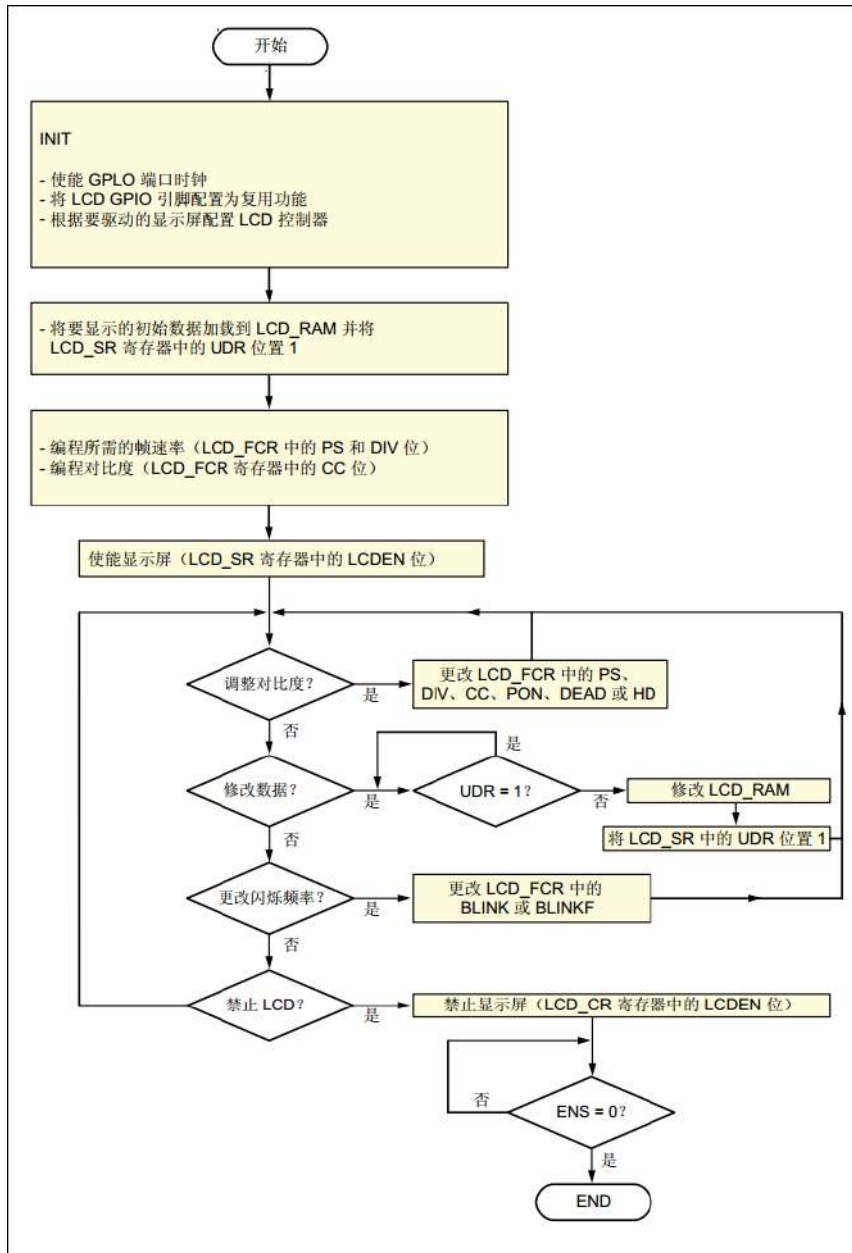 开始
INIT
- 使能 GPLO 端口时钟
- 将 LCD GPIO 引脚配置为复用功能
- 根据要驱动的显示屏配置 LCD 控制器
- 将要显示的初始数据加载到 LCD_RAM 并将
LCD_SR 寄存器中的 UDR 位置 1
- 编程所需的帧速率（LCD_FCR 中的 PS 和 DIV 位）
- 编程对比度（LCD_FCR 寄存器中的 CC 位）
使能显示屏（LCD_SR 寄存器中的 LCDEN 位）
调整对比度？
是
更改 LCD_FCR 中的 PS、
DIV、CC、PON、DEAD 或 HD
否
修改数据？
是
是
UDR = 1？
否
修改 LCD_RAM
将 LCD_SR 中的 UDR 位置 1
否
更改闪烁频率？
是
更改 LCD_FCR 中的
BLINK 或 BLINKF
否
禁止 LCD？
是
禁止显示屏（LCD_CR 寄存器中的 LCDEN 位）
否
ENS = 0？
是
END